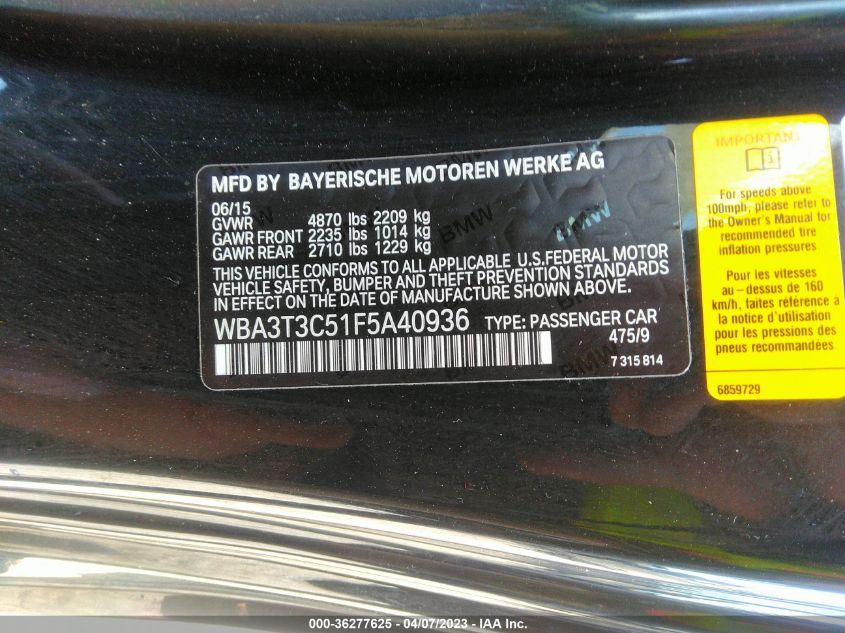 MFD BY BAYERISCHE MOTOREN WERKE AG
06/15
GVWR 4870 lbs 2209 kg
GAWR FRONT 2235 lbs 1014 kg
GAWR REAR 2710 lbs 1229 kg
THIS VEHICLE CONFORMS TO ALL APPLICABLE U.S.FEDERAL MOTOR
VEHICLE SAFETY, BUMPER AND THEFT PREVENTION STANDARDS
IN EFFECT ON THE DATE OF MANUFACTURE SHOWN ABOVE.
WBA3T3C51F5A40936 TYPE: PASSENGER CAR
475/9
7 315 814
BMW
BMW
BMW
BMW
IMPORTANT
For speeds above
100mph, please refer to
the Owner's Manual for
recommended tire
inflation pressures.
Pour les vitesses
au-dessus de 160
km/h, faites référence à
la notice d'utilisation
pour les pressions des
pneus recommandées.
6859729
000-36277625 - 04/07/2023 - IAA Inc.